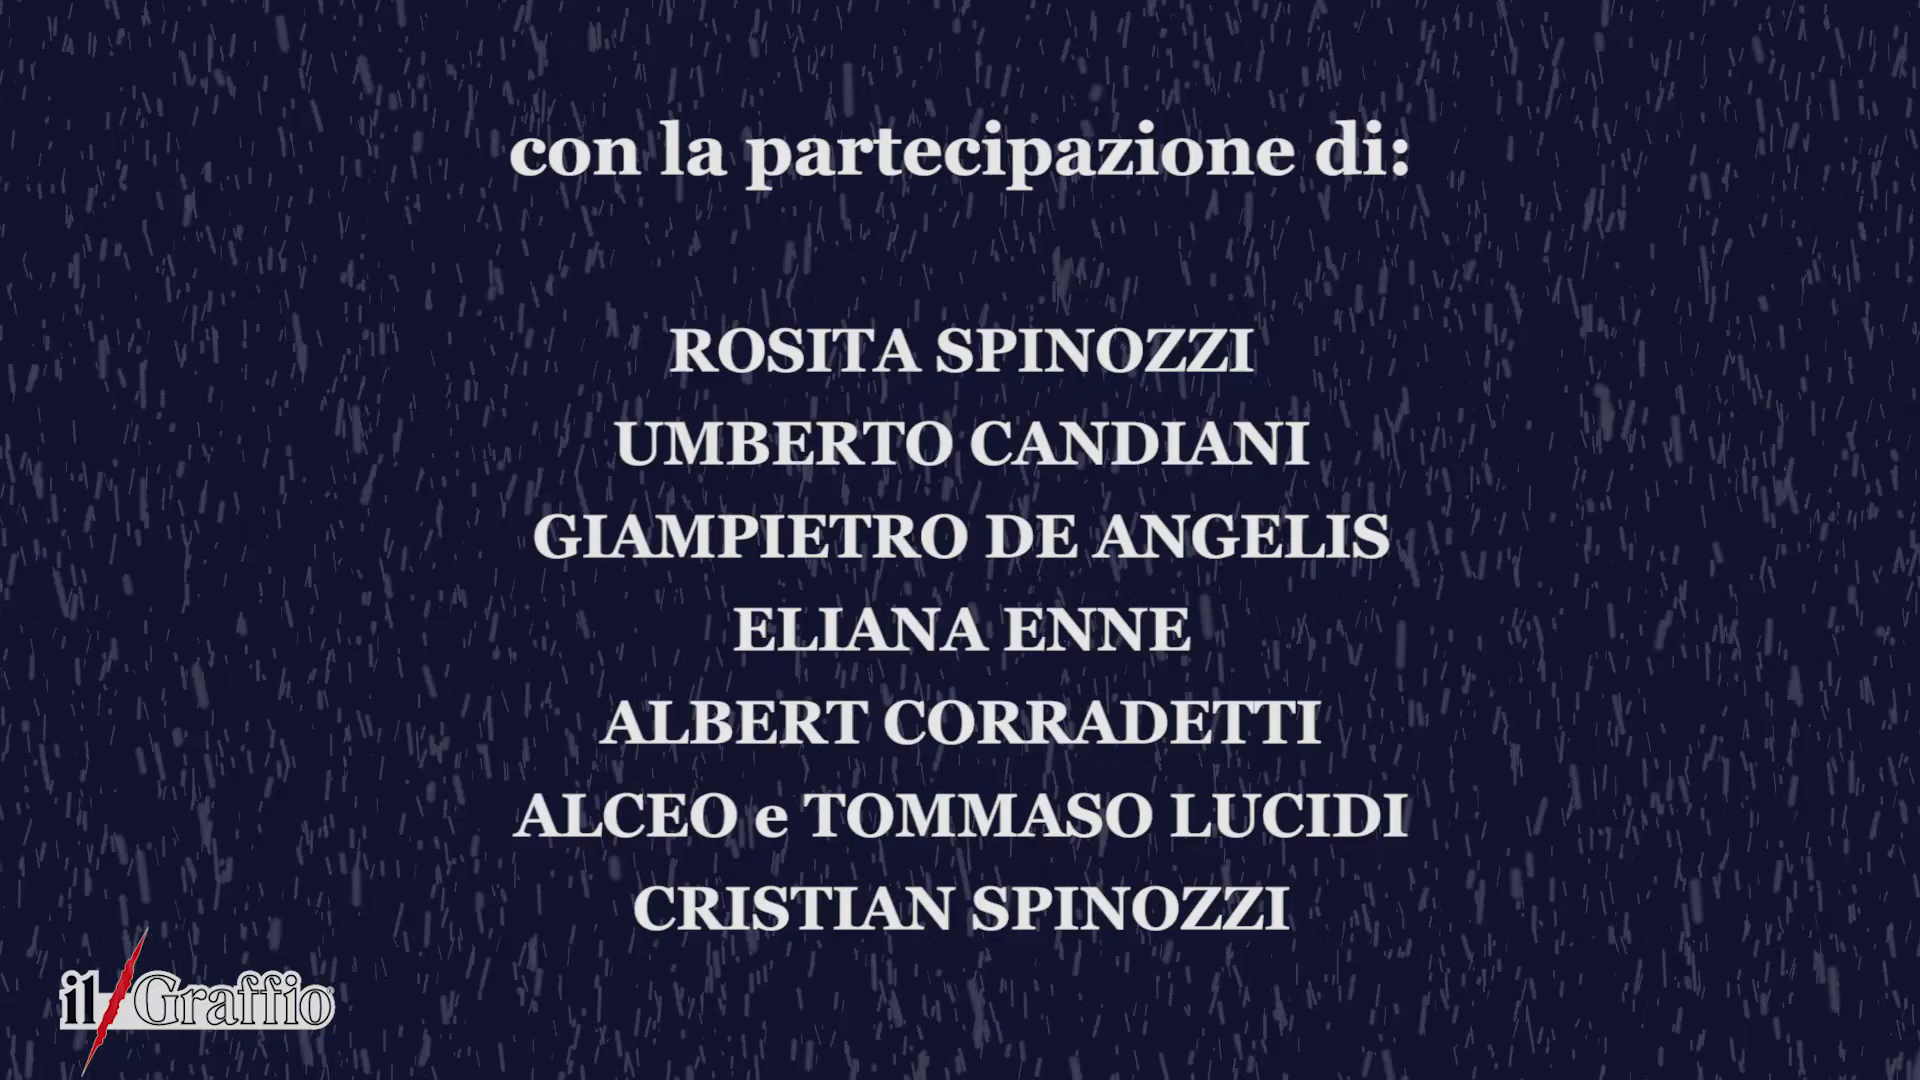 con la partecipazione di:
ROSITA SPINOZZI
UMBERTO CANDIANI
GIAMPIETRO DE ANGELIS
ELIANA ENNE
ALBERT CORRADETTI
ALCEO e TOMMASO LUCIDI
CRISTIAN SPINOZZI
il Graffio